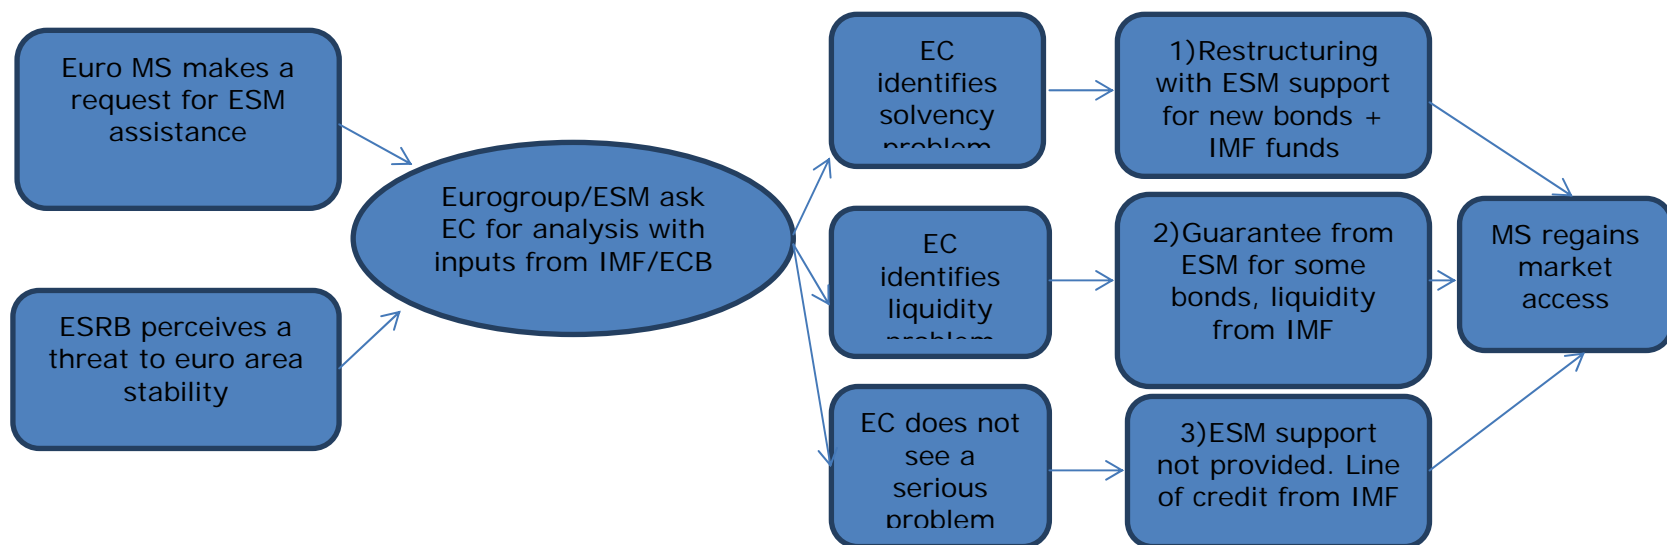 Euro MS makes a
request for ESM
assistance
ESRB perceives a
threat to euro area
stability
Eurogroup/ESM ask
EC for analysis with
inputs from IMF/ECB
EC
identifies
solvency
problem
EC
identifies
liquidity
problem
EC does not
see a
serious
problem
1)Restructuring
with ESM support
for new bonds +
IMF funds
2)Guarantee from
ESM for some
bonds, liquidity
from IMF
3)ESM support
not provided. Line
of credit from IMF
MS regains
market
access